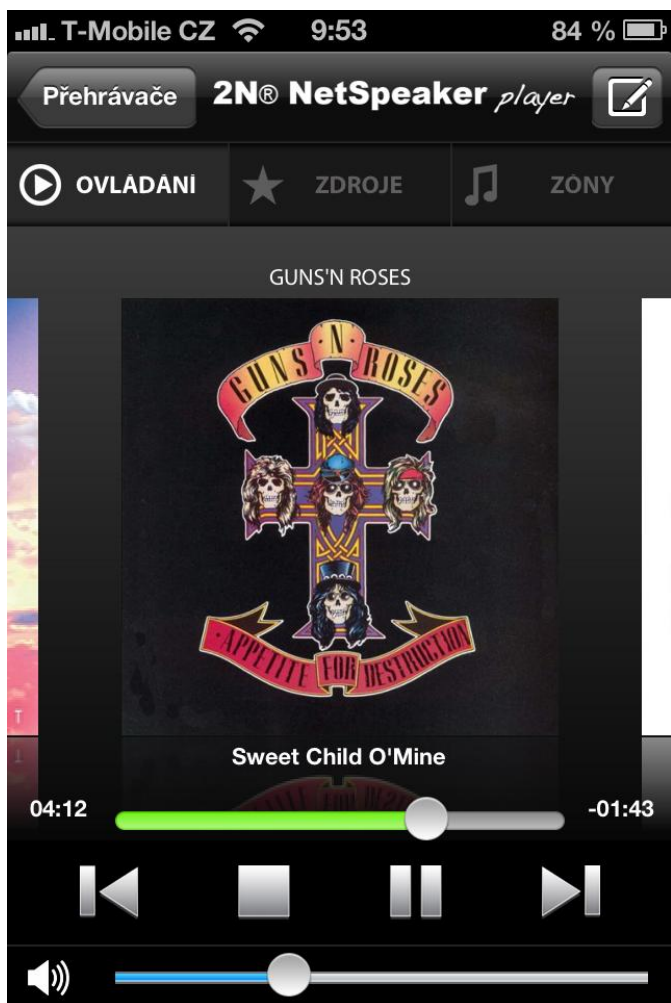 T-Mobile CZ 9:53 84 %
Přehrávače 2N® NetSpeaker player
OVLÁDÁNÍ ZDROJE ZÓNY
GUNS'N ROSES
GUNS N' ROSES
APPETITE FOR DESTRUCTION
T
Sweet Child O'Mine
04:12 -01:43